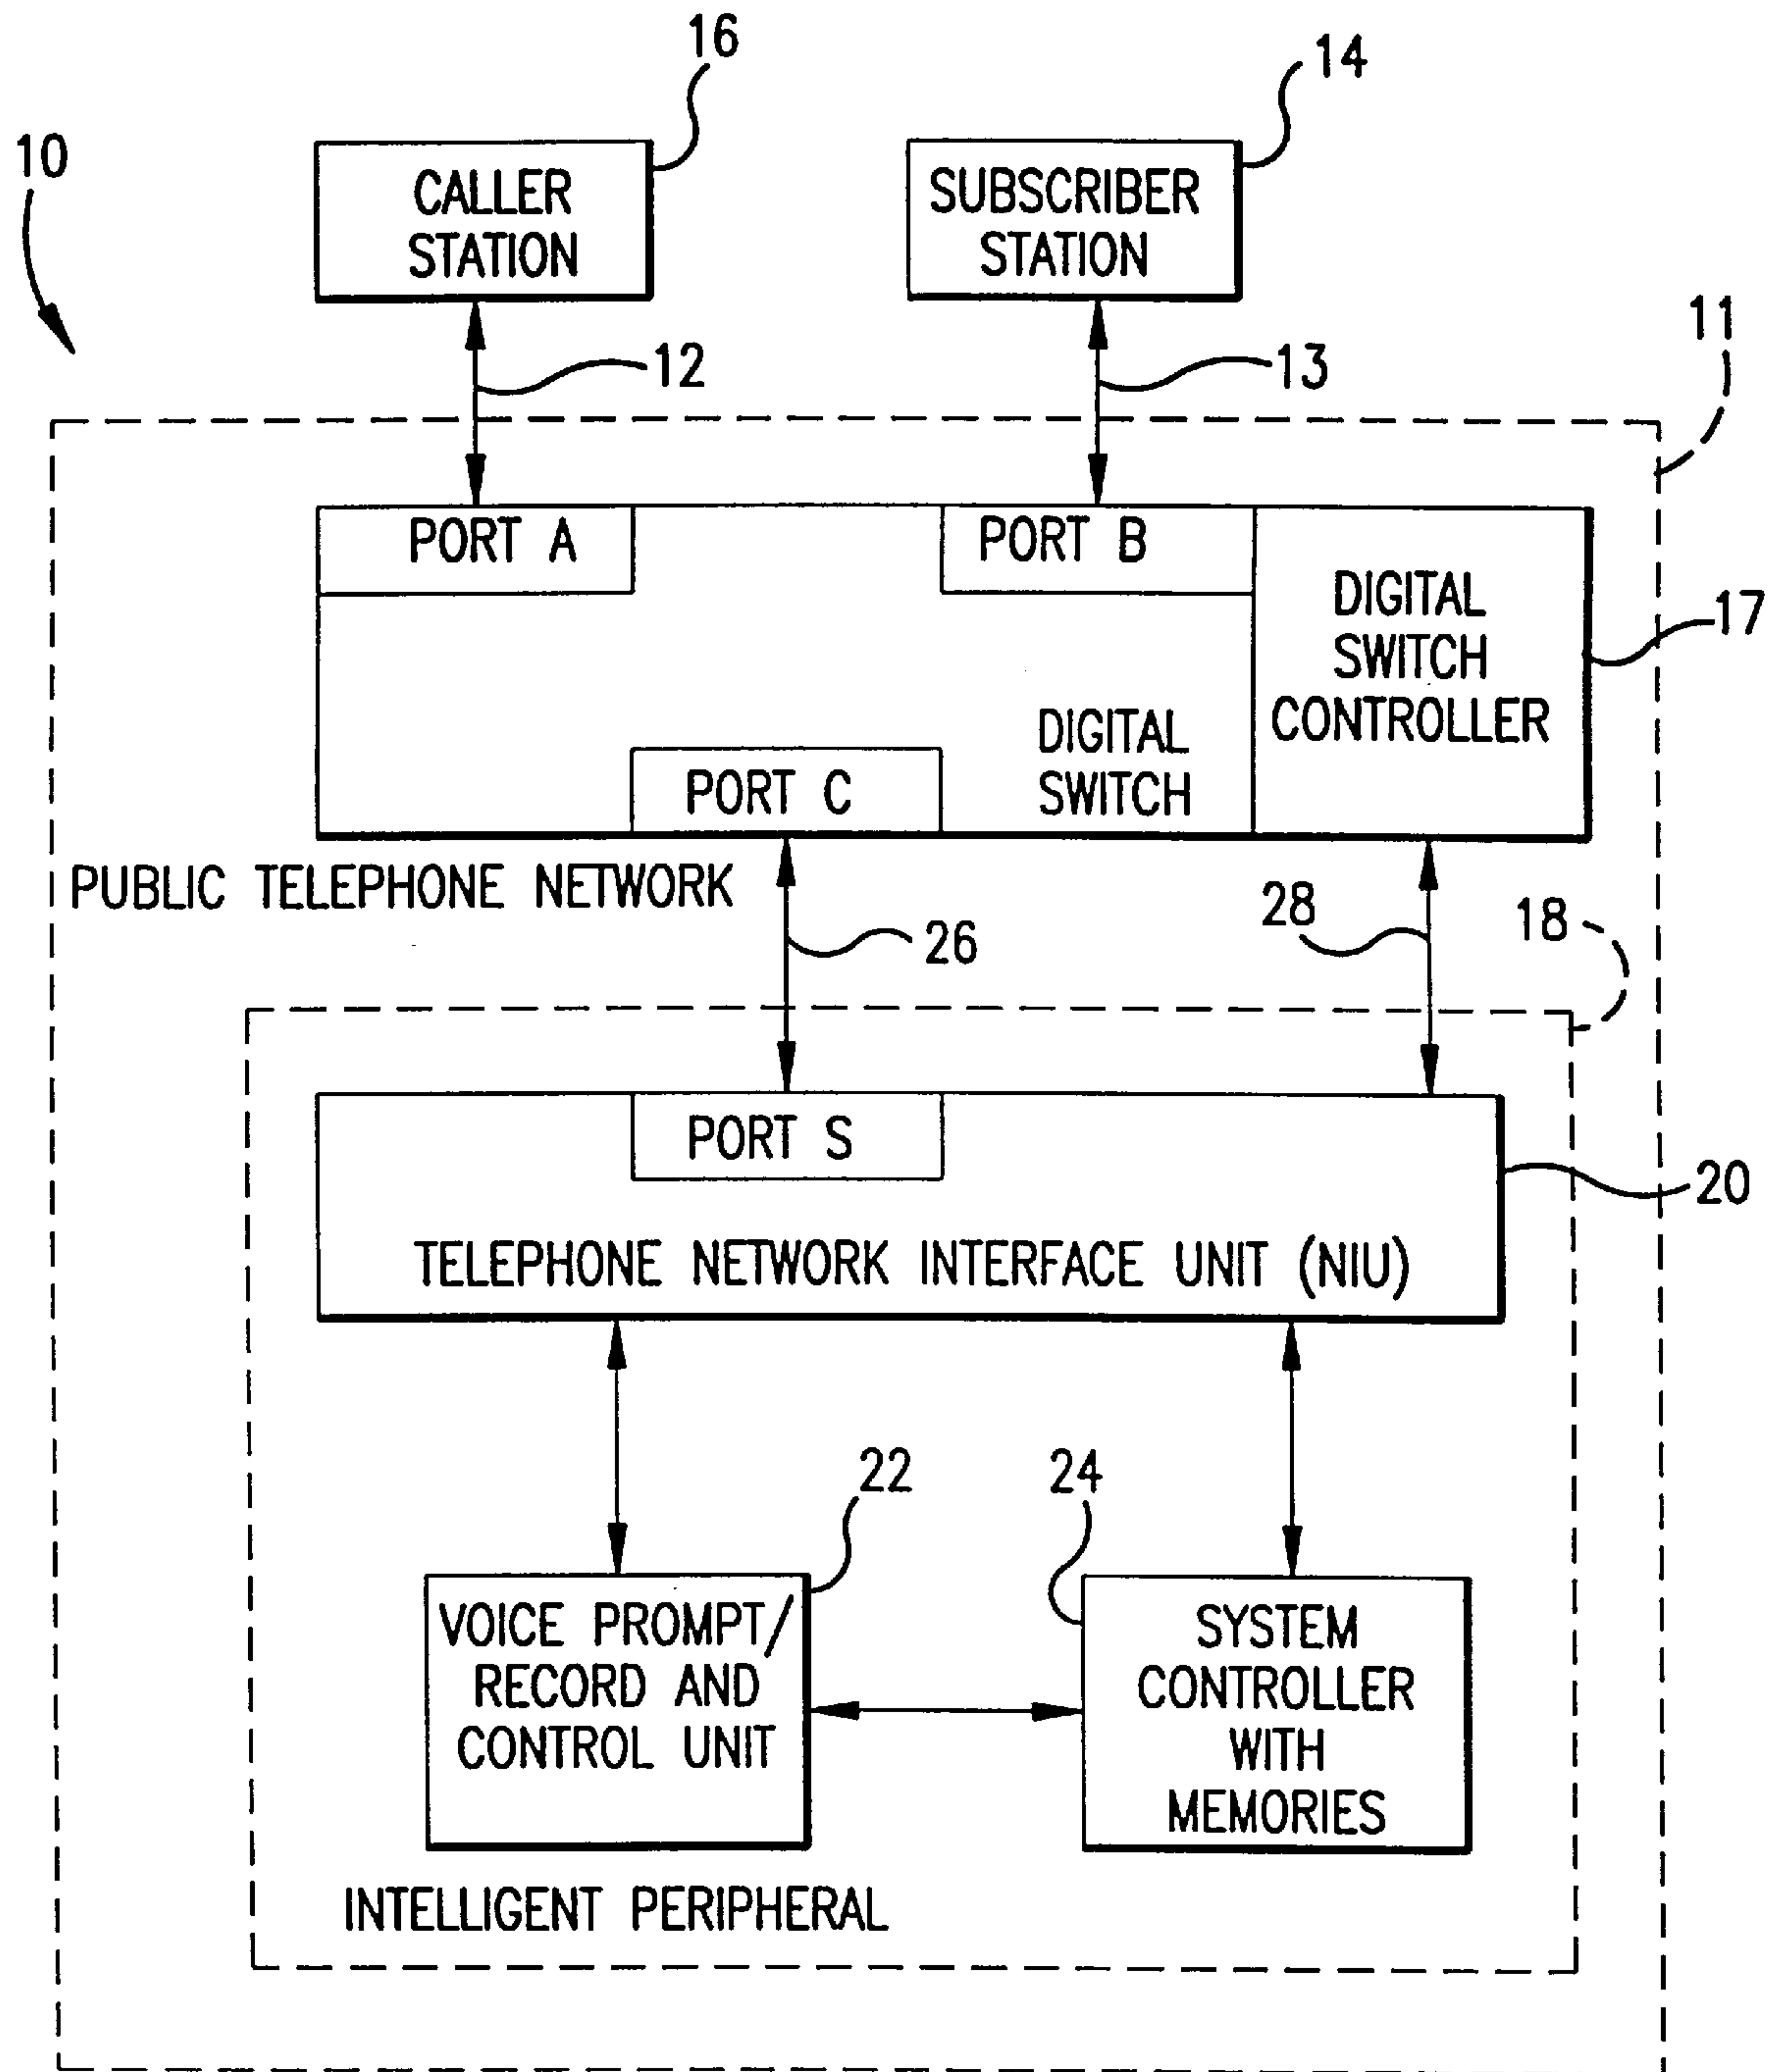 16
14
10
CALLER
STATION
SUBSCRIBER
STATION
11
12
13
PORT A
PORT B
DIGITAL
SWITCH
CONTROLLER
17
DIGITAL
SWITCH
PORT C
PUBLIC TELEPHONE NETWORK
26
28
18
PORT S
20
TELEPHONE NETWORK INTERFACE UNIT (NIU)
22
24
VOICE PROMPT/
RECORD AND
CONTROL UNIT
SYSTEM
CONTROLLER
WITH
MEMORIES
INTELLIGENT PERIPHERAL